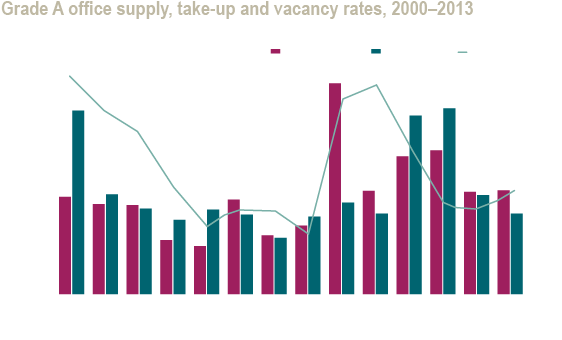 Grade A office supply, take-up and vacancy rates, 2000–2013